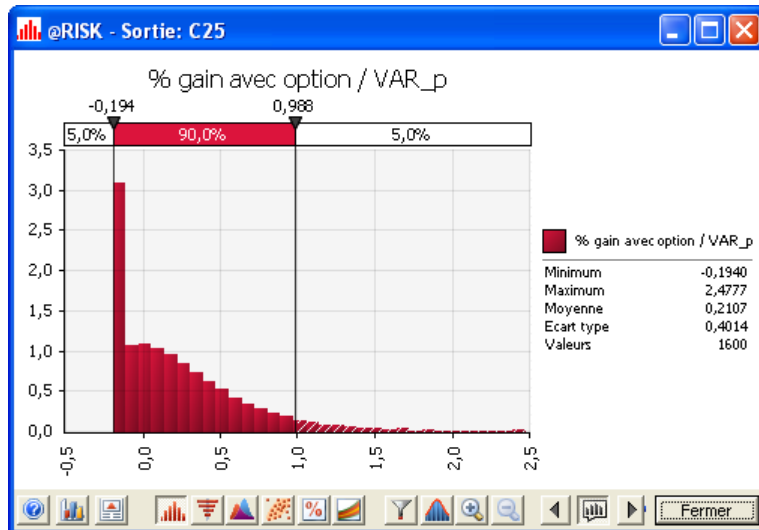 @RISK - Sortie: C25
% gain avec option / VAR_p
-0,194 0,988
5,0% 90,0% 5,0%
3,5
3,0
2,5
2,0
1,5
1,0
0,5
0,0
-0,5 0,0 0,5 1,0 1,5 2,0 2,5
% gain avec option / VAR_p
Minimum -0,1940
Maximum 2,4777
Moyenne 0,2107
Ecart type 0,4014
Valeurs 1600
Fermer